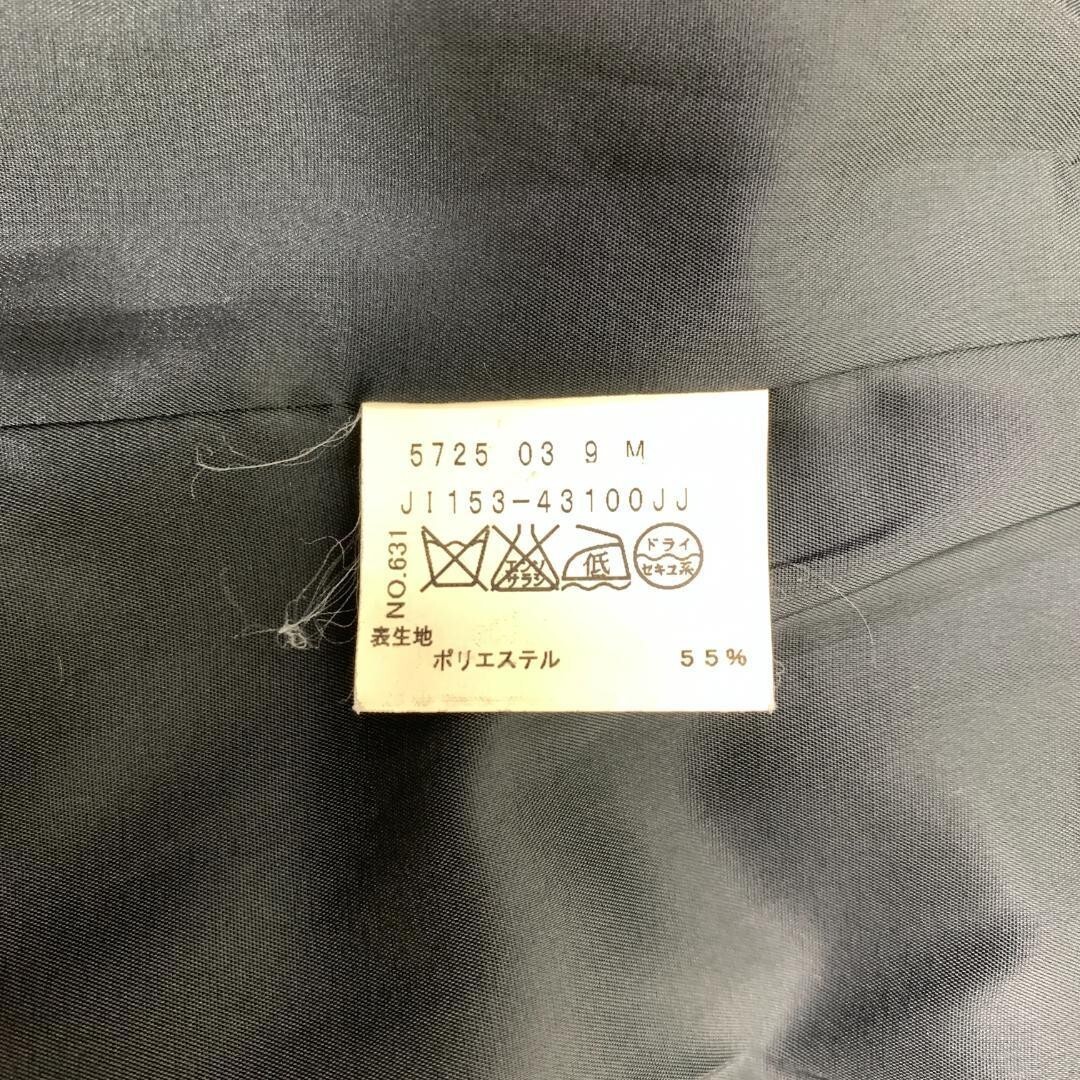 5725 03 9 M
JI153-43100JJ
NO.631
エンソ
サラシ
低
ドライ
セキユ系
表生地
ポリエステル 55%